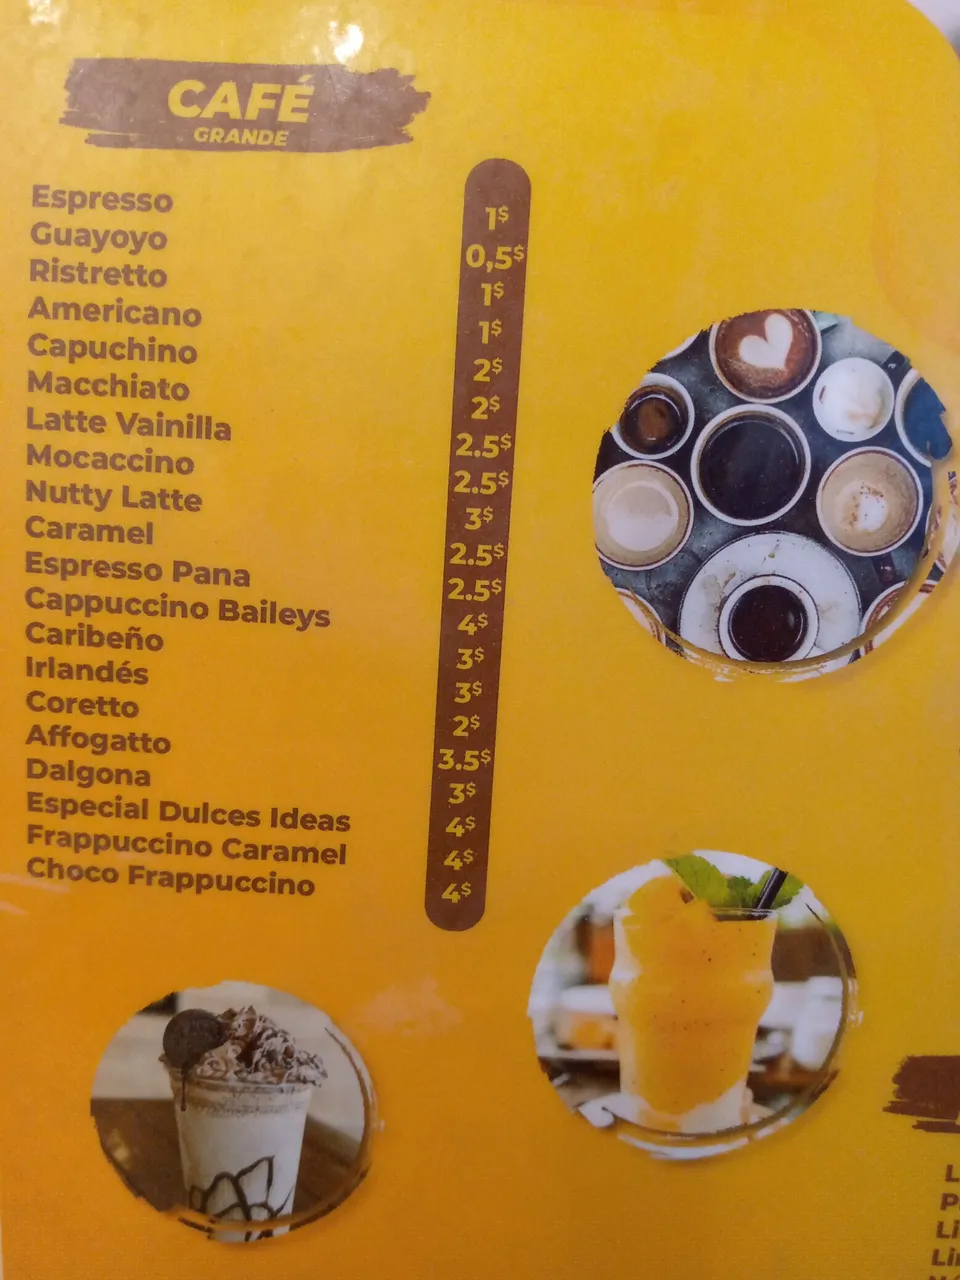 CAFÉ
GRANDE
Espresso 1$
Guayoyo 0,5$
Ristretto 1$
Americano 1$
Capuchino 2$
Macchiato 2$
Latte Vainilla 2.5$
Mocaccino 2.5$
Nutty Latte 3$
Caramel 2.5$
Espresso Pana 2.5$
Cappuccino Baileys 4$
Caribeño 3$
Irlandés 3$
Coretto 2$
Affogatto 3.5$
Dalgona 3$
Especial Dulces Ideas 4$
Frappuccino Caramel 4$
Choco Frappuccino 4$